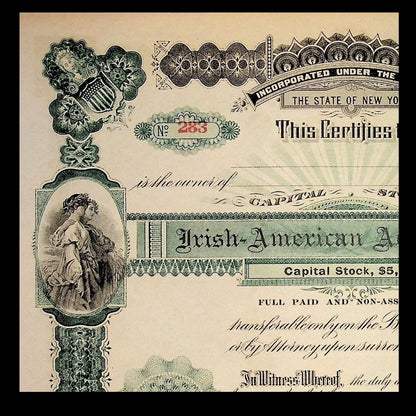 INCORPORATED UNDER THE
THE STATE OF NEW YO
No 283
This Certifies
is the owner of
CAPITAL ST
Irish-American A
Capital Stock, $5,
FULL PAID AND NON-ASS
transferable only on the B
or by Attorney upon surren
In Witness Whereof, the duly a